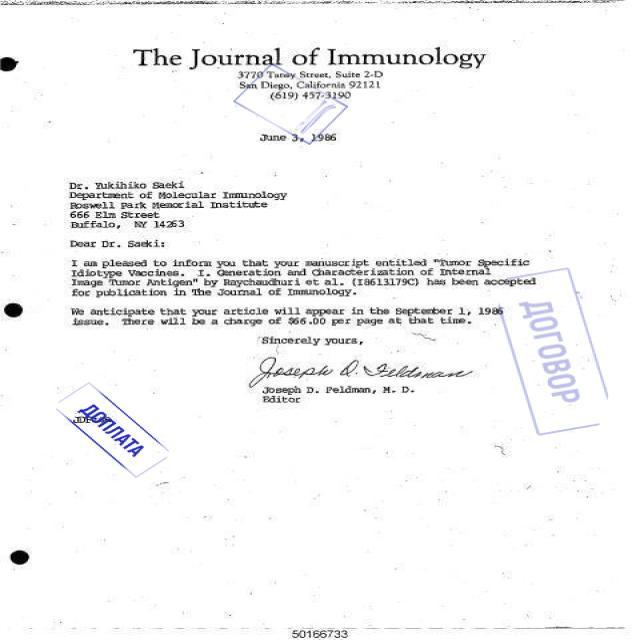 The Journal of Immunology
3770 Tansy Street, Suite 2-D
San Diego, California 92121
(619) 457-3190
June 3, 1986
Dr. Yukihiko Saeki
Department of Molecular Immunology
Roswell Park Memorial Institute
666 Elm Street
Buffalo, NY 14263
Dear Dr. Saeki:
I am pleased to inform you that your manuscript entitled "Tumor Specific
Idiotype Vaccines. I. Generation and Characterization of Internal
Image Tumor Antigen" by Raychaudhuri et al. (I8613179C) has been accepted
for publication in The Journal of Immunology.
We anticipate that your article will appear in the September 1, 1986
issue. There will be a charge of $66.00 per page at that time.
ДОГОВОР
Sincerely yours,
Joseph D. Feldman
Joseph D. Feldman, M. D.
Editor
ДОПЛАТА
50166733